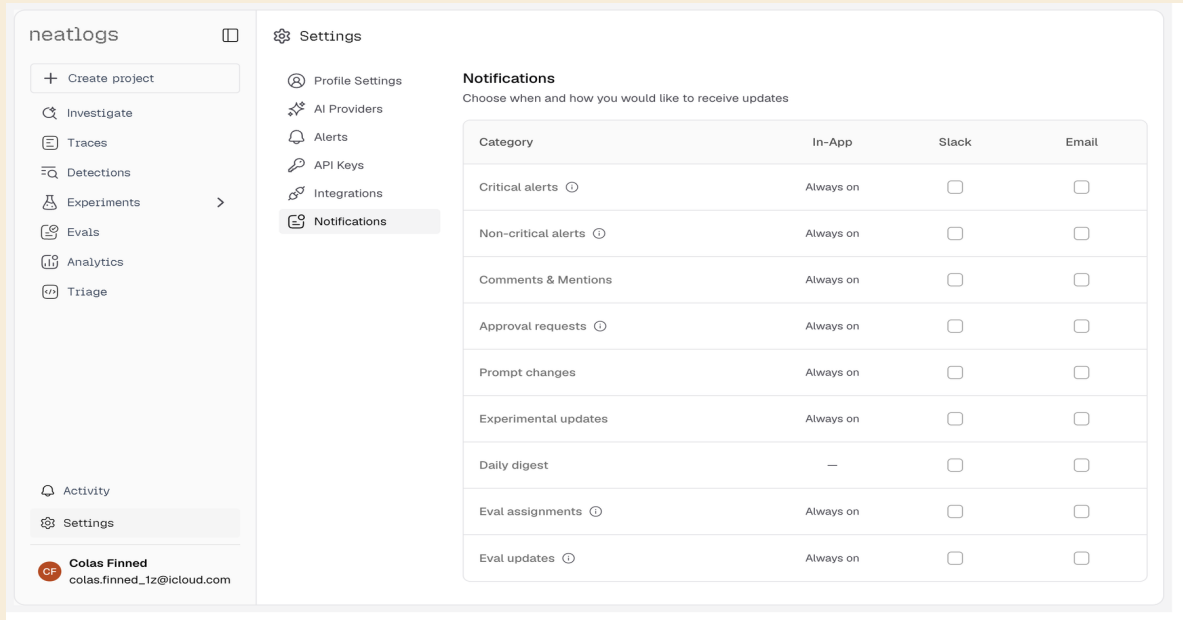 neatlogs
Create project
Investigate
Traces
Detections
Experiments
Evals
Analytics
Triage
Activity
Settings
CF
Colas Finned
colas.finned_1z@icloud.com
Settings
Profile Settings
AI Providers
Alerts
API Keys
Integrations
Notifications
Notifications
Choose when and how you would like to receive updates
Category In-App Slack Email
Critical alerts Always on
Non-critical alerts Always on
Comments & Mentions Always on
Approval requests Always on
Prompt changes Always on
Experimental updates Always on
Daily digest —
Eval assignments Always on
Eval updates Always on